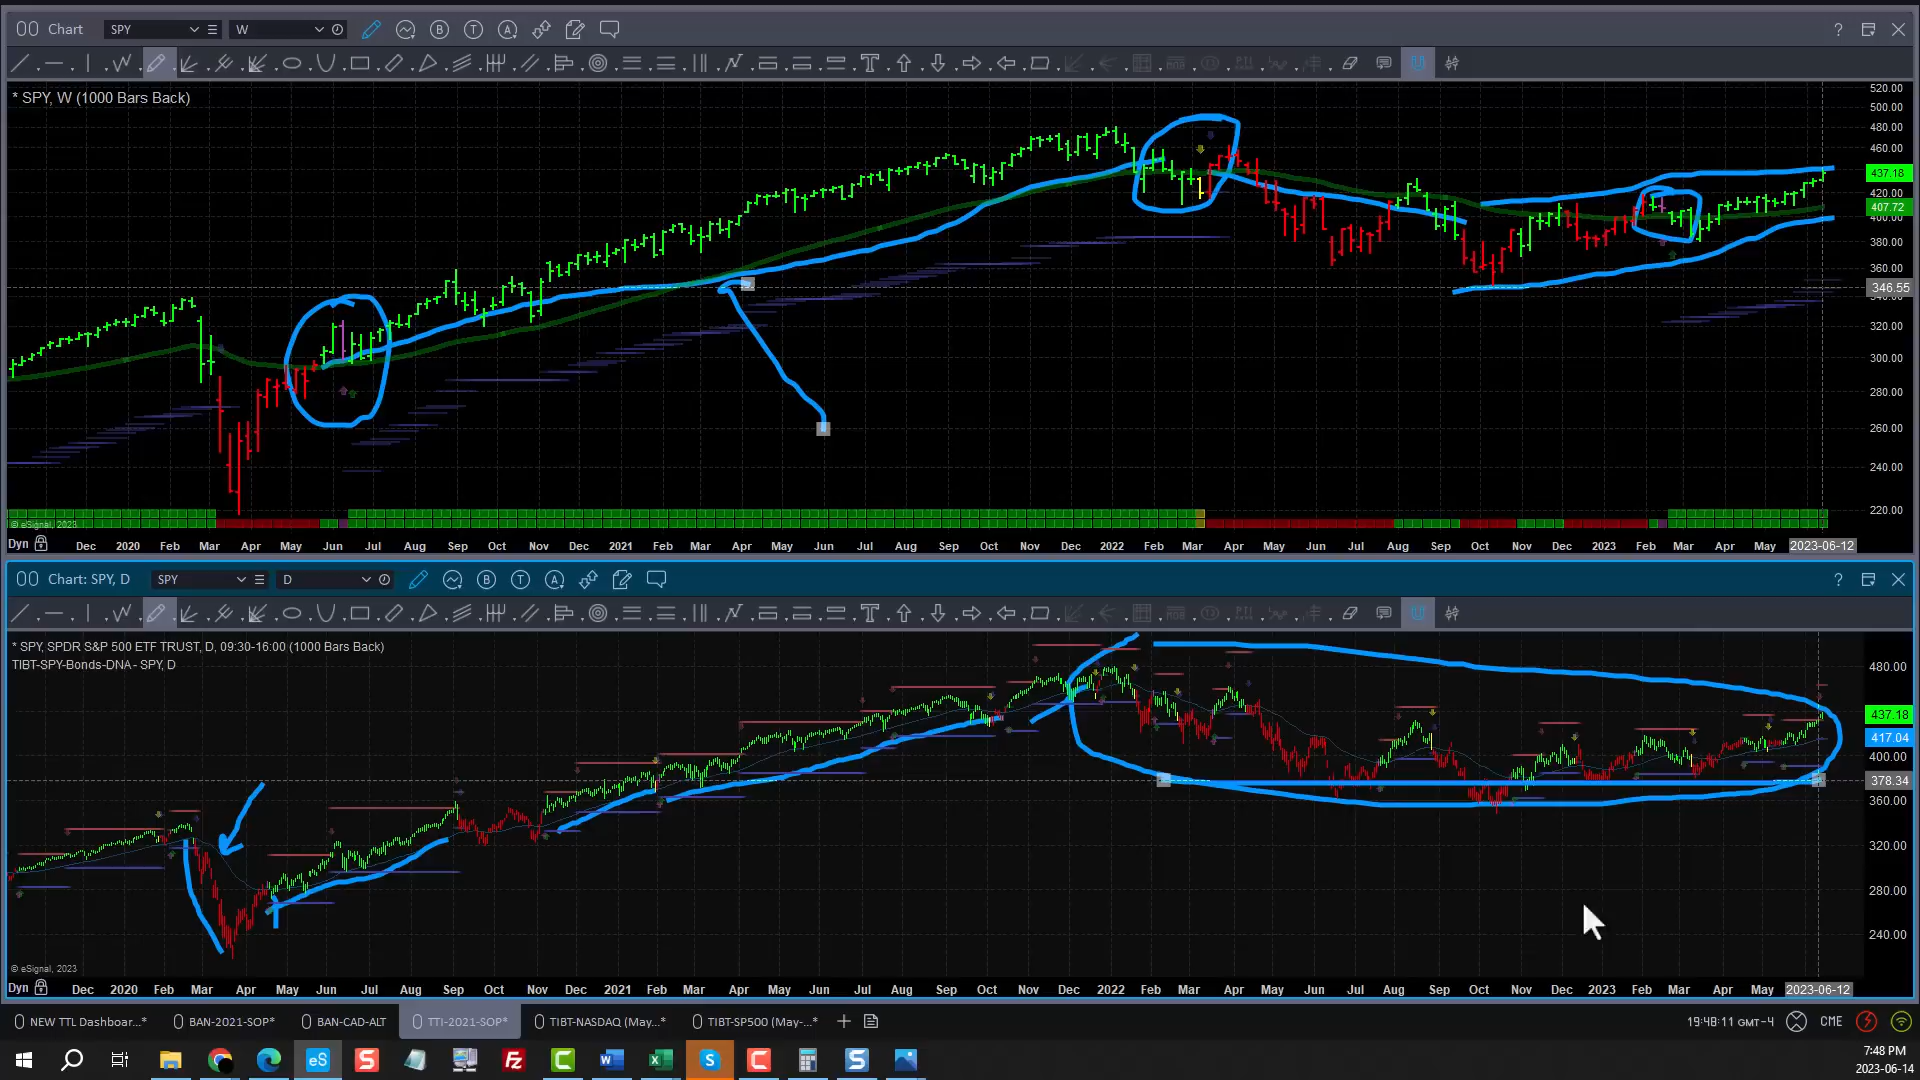 Chart SPY W
* SPY, W (1000 Bars Back)
520.00
500.00
480.00
460.00
437.18
420.00
407.72
400.00
380.00
360.00
346.55
340.00
320.00
300.00
280.00
260.00
240.00
220.00
© eSignal, 2023
Dyn Dec 2020 Feb Mar Apr May Jun Jul Aug Sep Oct Nov Dec 2021 Feb Mar Apr May Jun Jul Aug Sep Oct Nov Dec 2022 Feb Mar Apr May Jun Jul Aug Sep Oct Nov Dec 2023 Feb Mar Apr May 2023-06-12
Chart: SPY, D SPY D
* SPY, SPDR S&P 500 ETF TRUST, D, 09:30-16:00 (1000 Bars Back)
TIBT-SPY-Bonds-DNA - SPY, D
480.00
437.18
417.04
400.00
378.34
360.00
320.00
280.00
240.00
© eSignal, 2023
Dyn Dec 2020 Feb Mar Apr May Jun Jul Aug Sep Oct Nov Dec 2021 Feb Mar Apr May Jun Jul Aug Sep Oct Nov Dec 2022 Feb Mar Apr May Jun Jul Aug Sep Oct Nov Dec 2023 Feb Mar Apr May 2023-06-12
NEW TTL Dashboar...* BAN-2021-SOP* BAN-CAD-ALT TTI-2021-SOP* TIBT-NASDAQ (May...* TIBT-SP500 (May-...* 19:48:11 GMT-4 CME
7:48 PM
2023-06-14